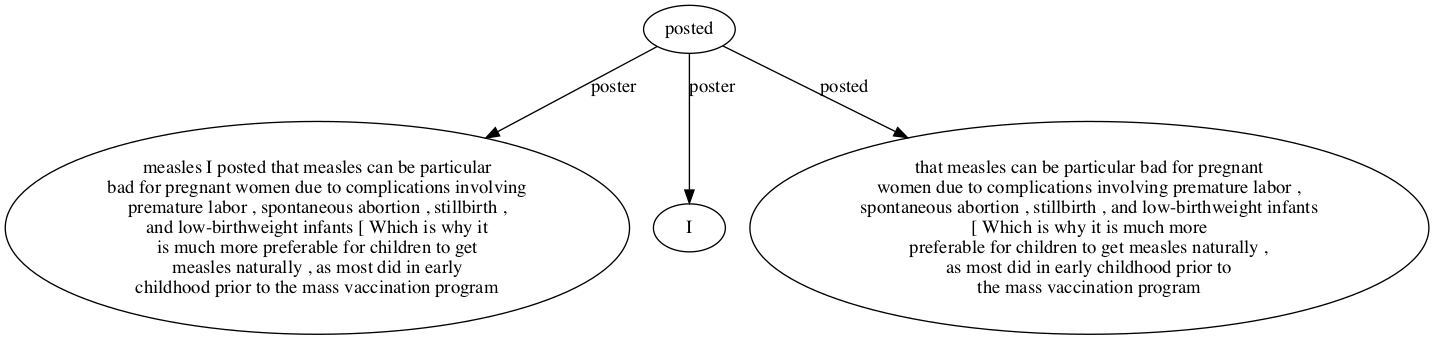 posted
poster
poster
posted
measles I posted that measles can be particular
bad for pregnant women due to complications involving
premature labor , spontaneous abortion , stillbirth ,
and low-birthweight infants [ Which is why it
is much more preferable for children to get
measles naturally , as most did in early
childhood prior to the mass vaccination program
I
that measles can be particular bad for pregnant
women due to complications involving premature labor ,
spontaneous abortion , stillbirth , and low-birthweight infants
[ Which is why it is much more
preferable for children to get measles naturally ,
as most did in early childhood prior to
the mass vaccination program